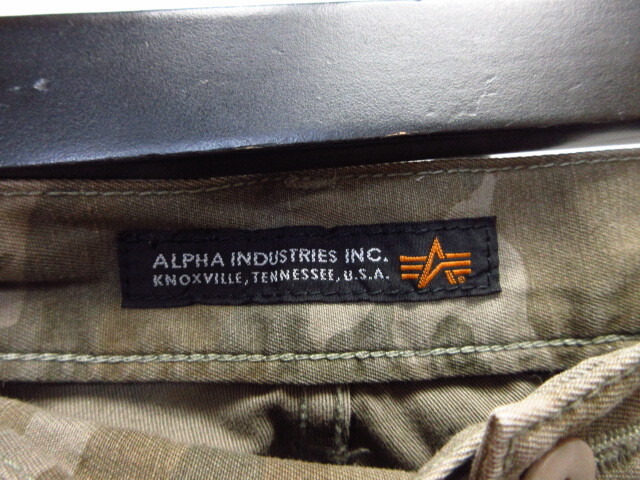 ALPHA INDUSTRIES INC.
KNOXVILLE, TENNESSEE, U.S.A.